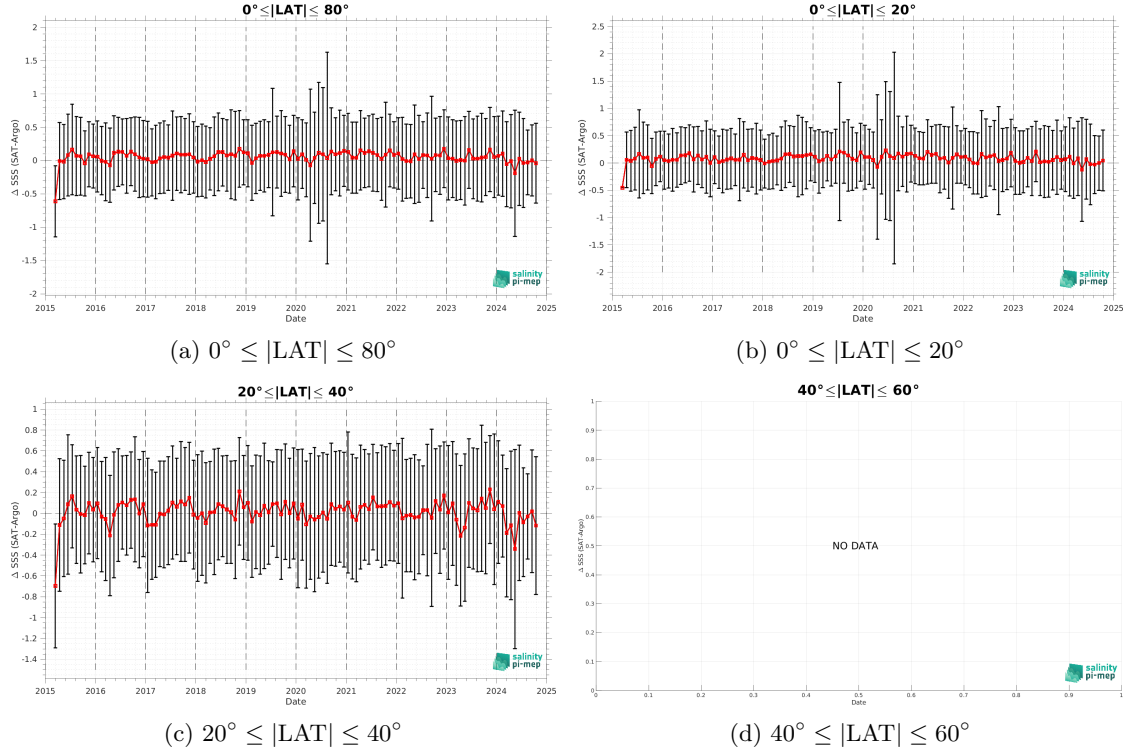 0°≤|LAT|≤ 80°
2
1.5
1
0.5
0
-0.5
-1
-1.5
-2
Δ SSS (SAT-Argo)
2015 2016 2017 2018 2019 2020 2021 2022 2023 2024 2025
Date
salinity
pi-mep
(a) 0° ≤ |LAT| ≤ 80°
0°≤|LAT|≤ 20°
2.5
2
1.5
1
0.5
0
-0.5
-1
-1.5
-2
Δ SSS (SAT-Argo)
2015 2016 2017 2018 2019 2020 2021 2022 2023 2024 2025
Date
salinity
pi-mep
(b) 0° ≤ |LAT| ≤ 20°
20°≤|LAT|≤ 40°
1
0.8
0.6
0.4
0.2
0
-0.2
-0.4
-0.6
-0.8
-1
-1.2
-1.4
Δ SSS (SAT-Argo)
2015 2016 2017 2018 2019 2020 2021 2022 2023 2024 2025
Date
salinity
pi-mep
(c) 20° ≤ |LAT| ≤ 40°
40°≤|LAT|≤ 60°
1
0.9
0.8
0.7
0.6
0.5
0.4
0.3
0.2
0.1
0
Δ SSS (SAT-Argo)
NO DATA
0 0.1 0.2 0.3 0.4 0.5 0.6 0.7 0.8 0.9 1
Date
salinity
pi-mep
(d) 40° ≤ |LAT| ≤ 60°